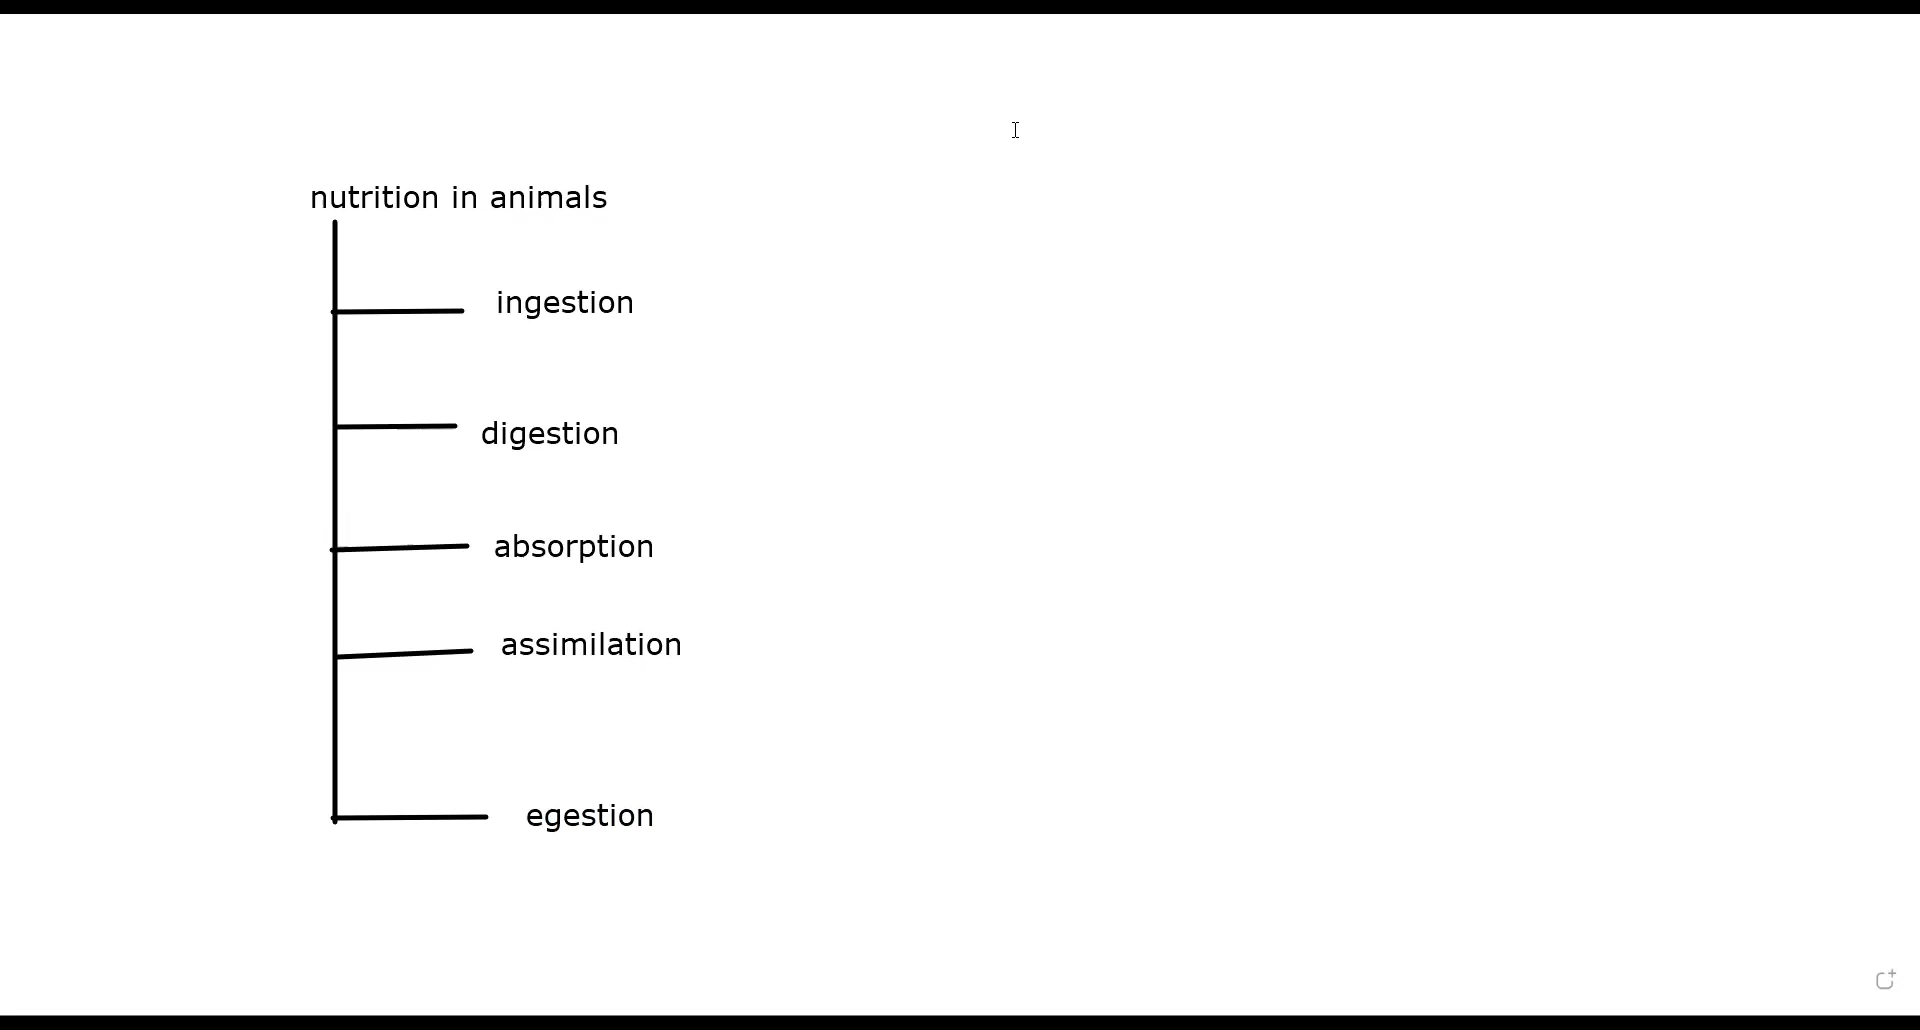 nutrition in animals
ingestion
digestion
absorption
assimilation
egestion